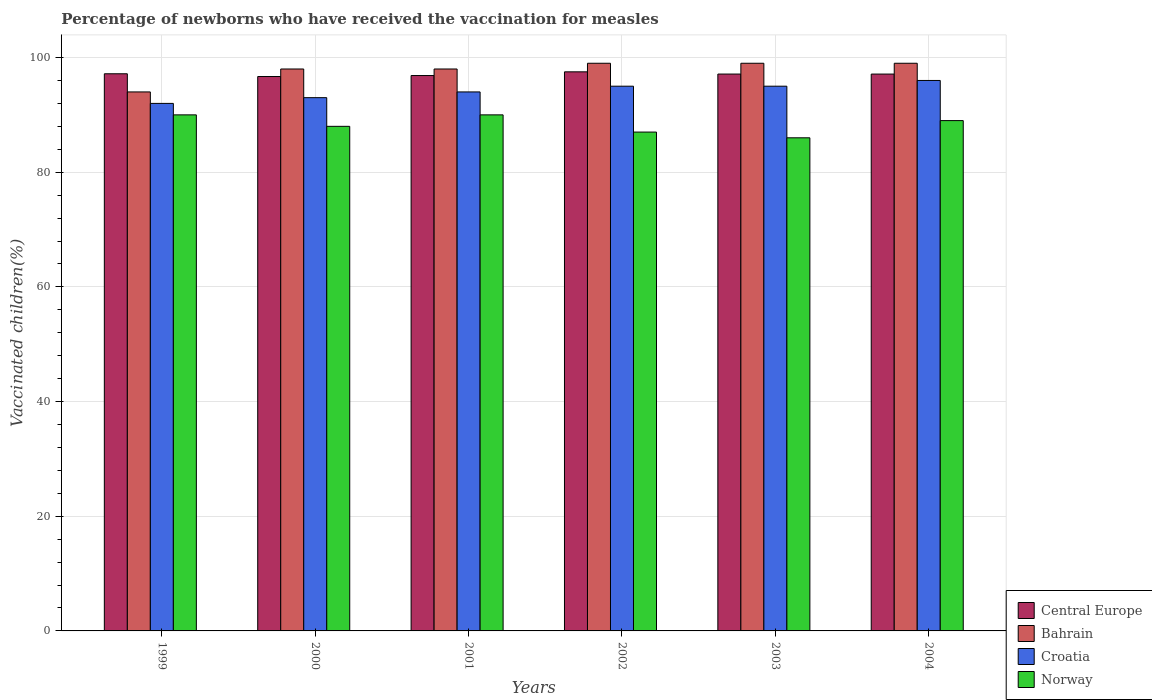 Percentage of newborns who have received the vaccination for measles
Vaccinated children(%)
100
80
60
40
20
0
1999
2000
2001
2002
2003
2004
Years
Central Europe
Bahrain
Croatia
Norway